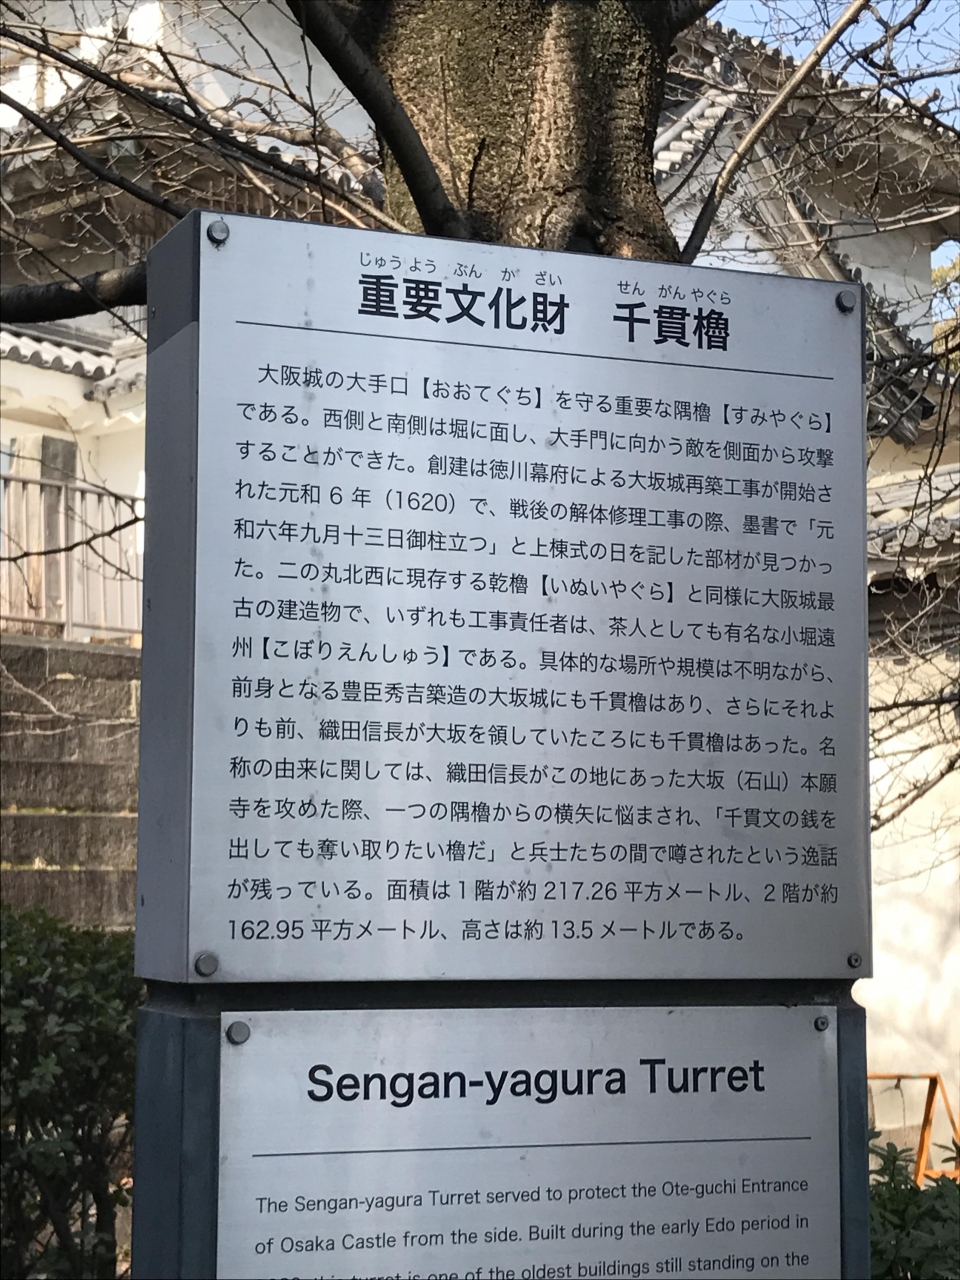 じゅうようぶんかざい せんがんやぐら
重要文化財 千貫櫓
大阪城の大手口【おおてぐち】を守る重要な隅櫓【すみやぐら】
である。西側と南側は堀に面し、大手門に向かう敵を側面から攻撃
することができた。創建は徳川幕府による大坂城再築工事が開始さ
れた元和 6 年（1620）で、戦後の解体修理工事の際、墨書で「元
和六年九月十三日御柱立つ」と上棟式の日を記した部材が見つかっ
た。二の丸北西に現存する乾櫓【いぬいやぐら】と同様に大阪城最
古の建造物で、いずれも工事責任者は、茶人としても有名な小堀遠
州【こぼりえんしゅう】である。具体的な場所や規模は不明ながら、
前身となる豊臣秀吉築造の大坂城にも千貫櫓はあり、さらにそれよ
りも前、織田信長が大坂を領していたころにも千貫櫓はあった。名
称の由来に関しては、織田信長がこの地にあった大坂（石山）本願
寺を攻めた際、一つの隅櫓からの横矢に悩まされ、「千貫文の銭を
出しても奪い取りたい櫓だ」と兵士たちの間で噂されたという逸話
が残っている。面積は 1 階が約 217.26 平方メートル、2 階が約
162.95 平方メートル、高さは約 13.5 メートルである。
Sengan-yagura Turret
The Sengan-yagura Turret served to protect the Ote-guchi Entrance
of Osaka Castle from the side. Built during the early Edo period in
this turret is one of the oldest buildings still standing on the